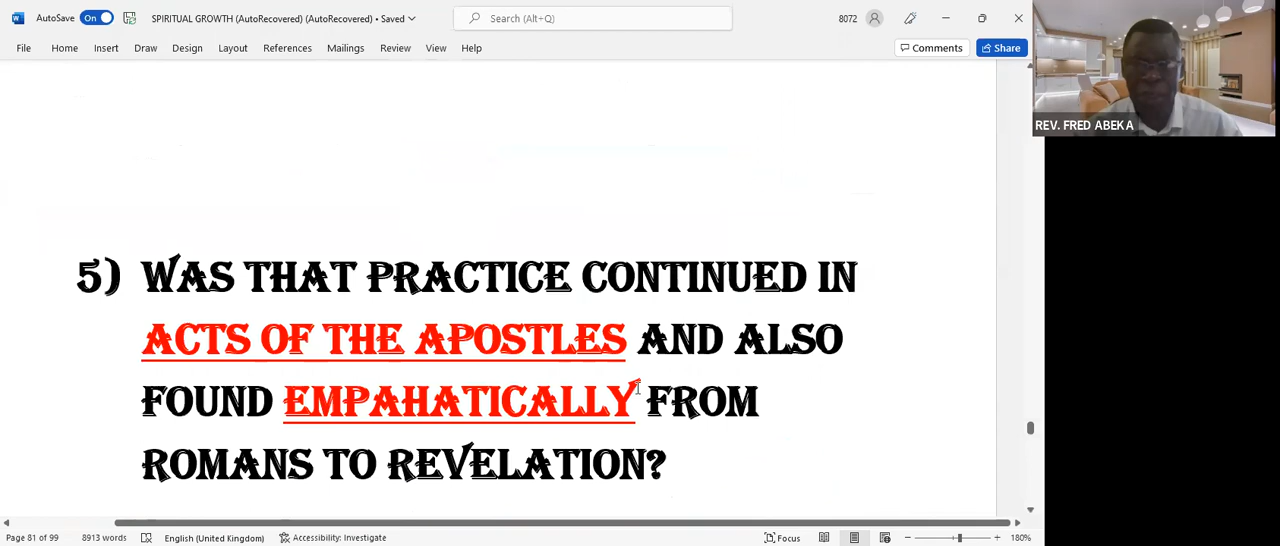 AutoSave On SPIRITUAL GROWTH (AutoRecovered) (AutoRecovered) • Saved Search (Alt+Q) 8072
File Home Insert Draw Design Layout References Mailings Review View Help Comments Share
REV. FRED ABEKA
5) WAS THAT PRACTICE CONTINUED IN
ACTS OF THE APOSTLES AND ALSO
FOUND EMPAHATICALLY FROM
ROMANS TO REVELATION?
Page 81 of 99 8913 words English (United Kingdom) Accessibility: Investigate Focus 180%